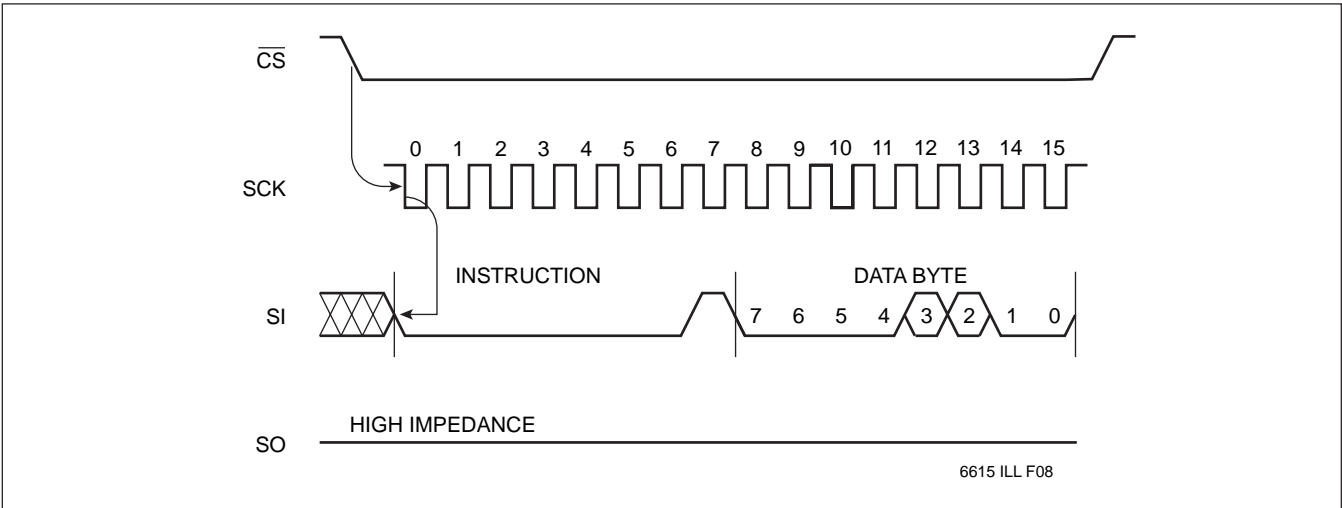 CS
0 1 2 3 4 5 6 7 8 9 10 11 12 13 14 15
SCK
INSTRUCTION DATA BYTE
SI
7 6 5 4 3 2 1 0
HIGH IMPEDANCE
SO
6615 ILL F08